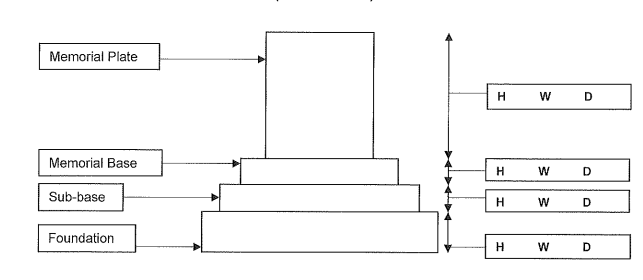 Memorial Plate
H W D
Memorial Base
H W D
Sub-base
H W D
Foundation
H W D